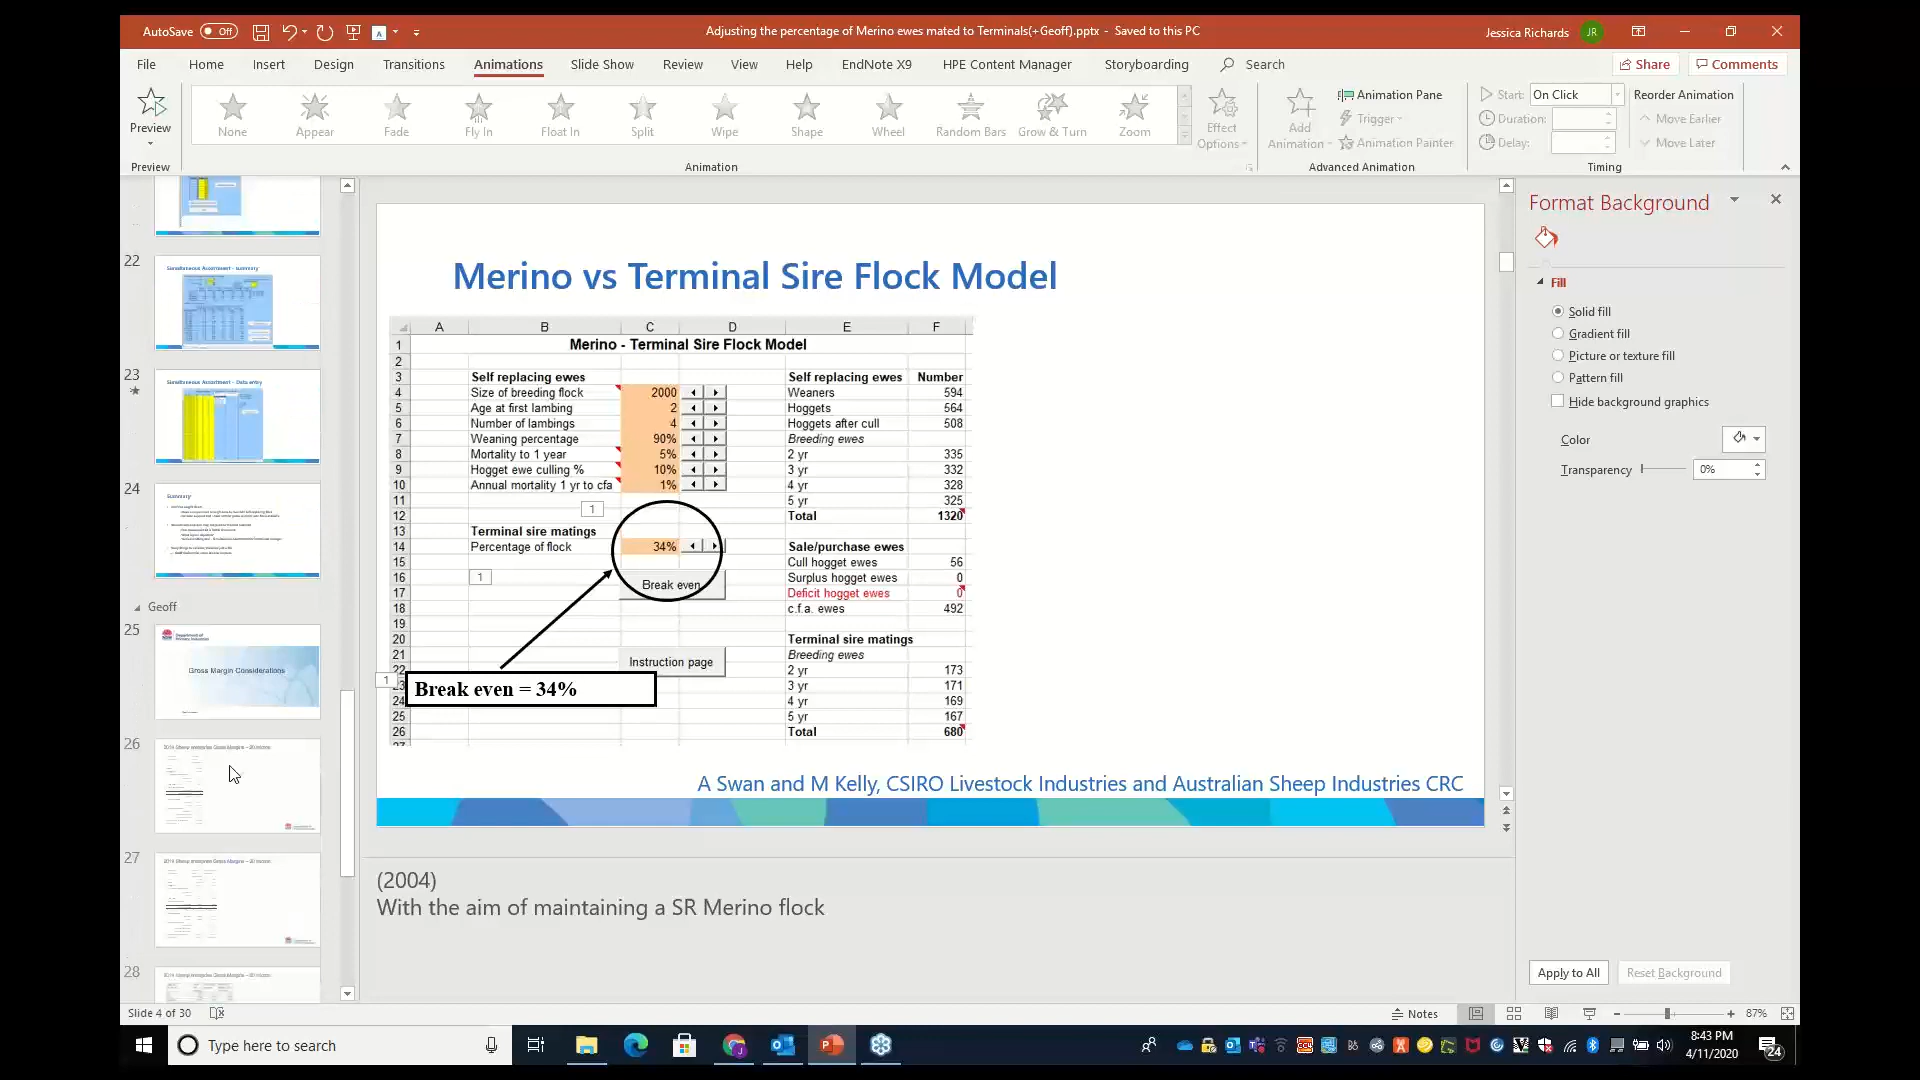 AutoSave Off
Adjusting the percentage of Merino ewes mated to Terminals(+Geoff).pptx - Saved to this PC
Jessica Richards JR
File Home Insert Design Transitions Animations Slide Show Review View Help EndNote X9 HPE Content Manager Storyboarding Search Share Comments
Preview
None Appear Fade Fly In Float In Split Wipe Shape Wheel Random Bars Grow & Turn Zoom
Effect Options
Add Animation
Animation Pane
Trigger
Animation Painter
Start: On Click
Duration:
Delay:
Reorder Animation
Move Earlier
Move Later
Preview Animation Advanced Animation Timing
22
Simultaneous Assortment - summary
23
Simultaneous Assortment - Data entry
24
Summary
Geoff
25
Department of
Primary Industries
Gross Margin Considerations
26
27
28
Merino vs Terminal Sire Flock Model
A B C D E F
1 Merino - Terminal Sire Flock Model
2
3 Self replacing ewes Self replacing ewes Number
4 Size of breeding flock 2000 Weaners 594
5 Age at first lambing 2 Hoggets 564
6 Number of lambings 4 Hoggets after cull 508
7 Weaning percentage 90% Breeding ewes
8 Mortality to 1 year 5% 2 yr 335
9 Hogget ewe culling % 10% 3 yr 332
10 Annual mortality 1 yr to cfa 1% 4 yr 328
11 5 yr 325
1
12 Total 1320
13 Terminal sire matings
14 Percentage of flock 34% Sale/purchase ewes
15 Cull hogget ewes 56
16 1 Break even Surplus hogget ewes 0
17 Deficit hogget ewes 0
18 c.f.a. ewes 492
19
20 Terminal sire matings
21 Instruction page Breeding ewes
22 2 yr 173
1
23 3 yr 171
Break even = 34%
24 4 yr 169
25 5 yr 167
26 Total 680
27
A Swan and M Kelly, CSIRO Livestock Industries and Australian Sheep Industries CRC
(2004)
With the aim of maintaining a SR Merino flock
Format Background
Fill
Solid fill
Gradient fill
Picture or texture fill
Pattern fill
Hide background graphics
Color
Transparency 0%
Apply to All Reset Background
Slide 4 of 30
Notes
87%
Type here to search
8:43 PM
4/11/2020
24